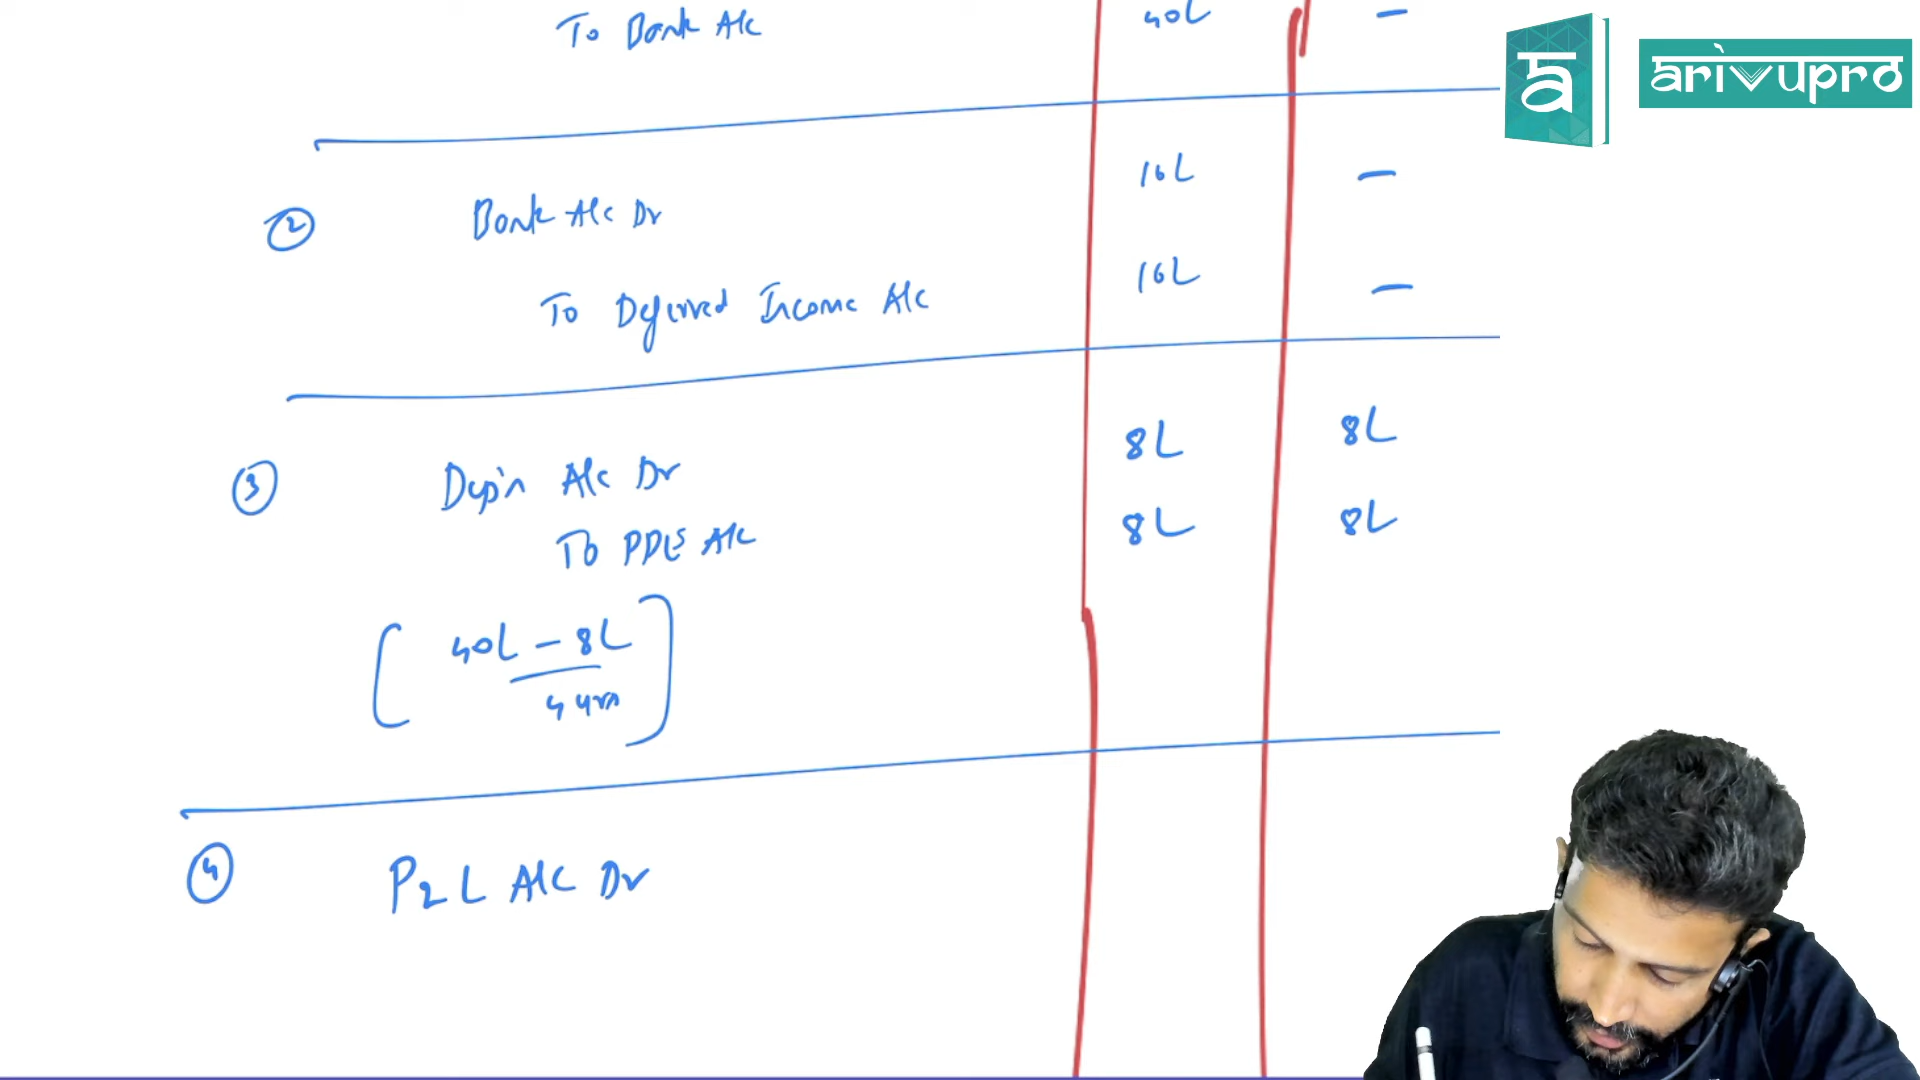 To Bank A/c 40L —
arivupro
② Bank A/c Dr 16L —
To Deferred Income A/c 16L —
③ Dep'n A/c Dr 8L 8L
To PPE A/c 8L 8L
[ 40L - 8L
4 yrs ]
④ P&L A/c Dr